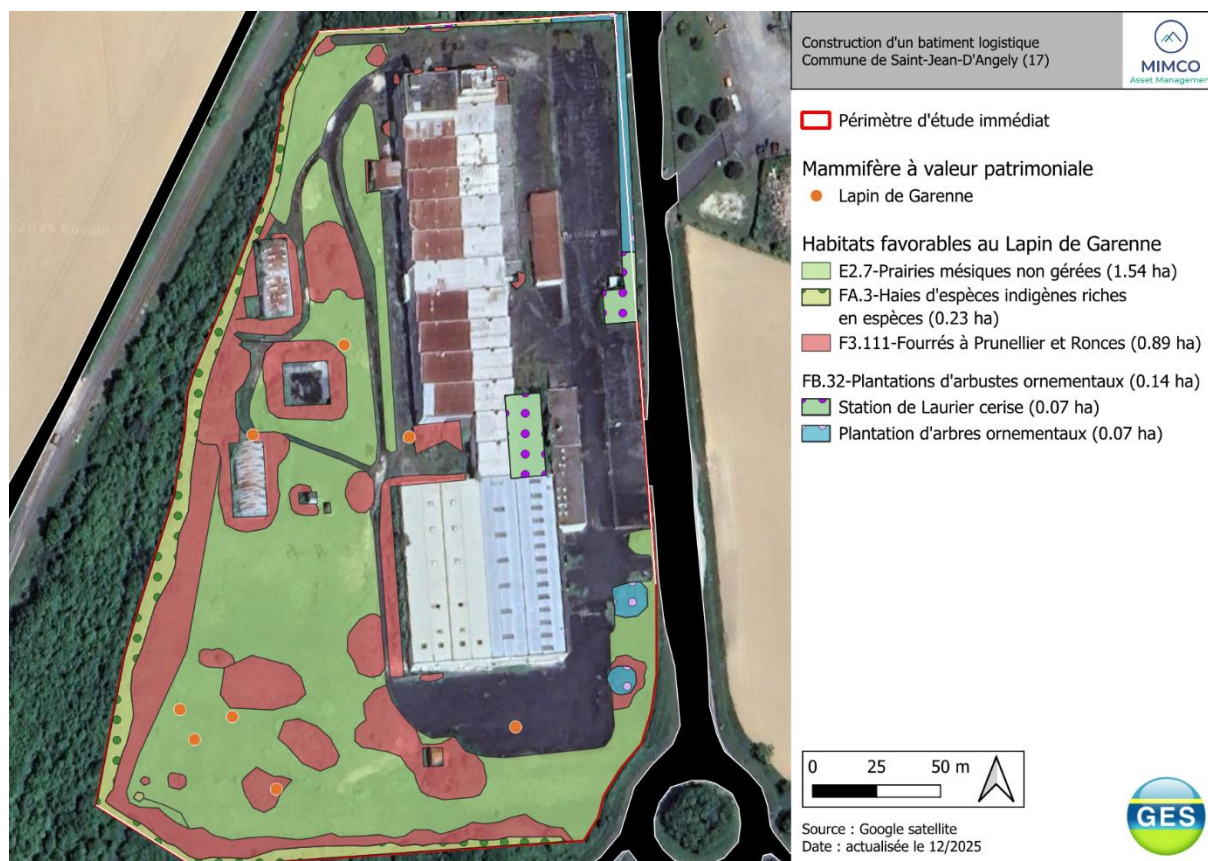 Construction d'un batiment logistique
Commune de Saint-Jean-D'Angely (17)
MIMCO
Asset Management
Périmètre d'étude immédiat
Mammifère à valeur patrimoniale
Lapin de Garenne
Habitats favorables au Lapin de Garenne
E2.7-Prairies mésiques non gérées (1.54 ha)
FA.3-Haies d'espèces indigènes riches
en espèces (0.23 ha)
F3.111-Fourrés à Prunellier et Ronces (0.89 ha)
FB.32-Plantations d'arbustes ornementaux (0.14 ha)
Station de Laurier cerise (0.07 ha)
Plantation d'arbres ornementaux (0.07 ha)
0 25 50 m
Source : Google satellite
Date : actualisée le 12/2025
GES
2025 Google